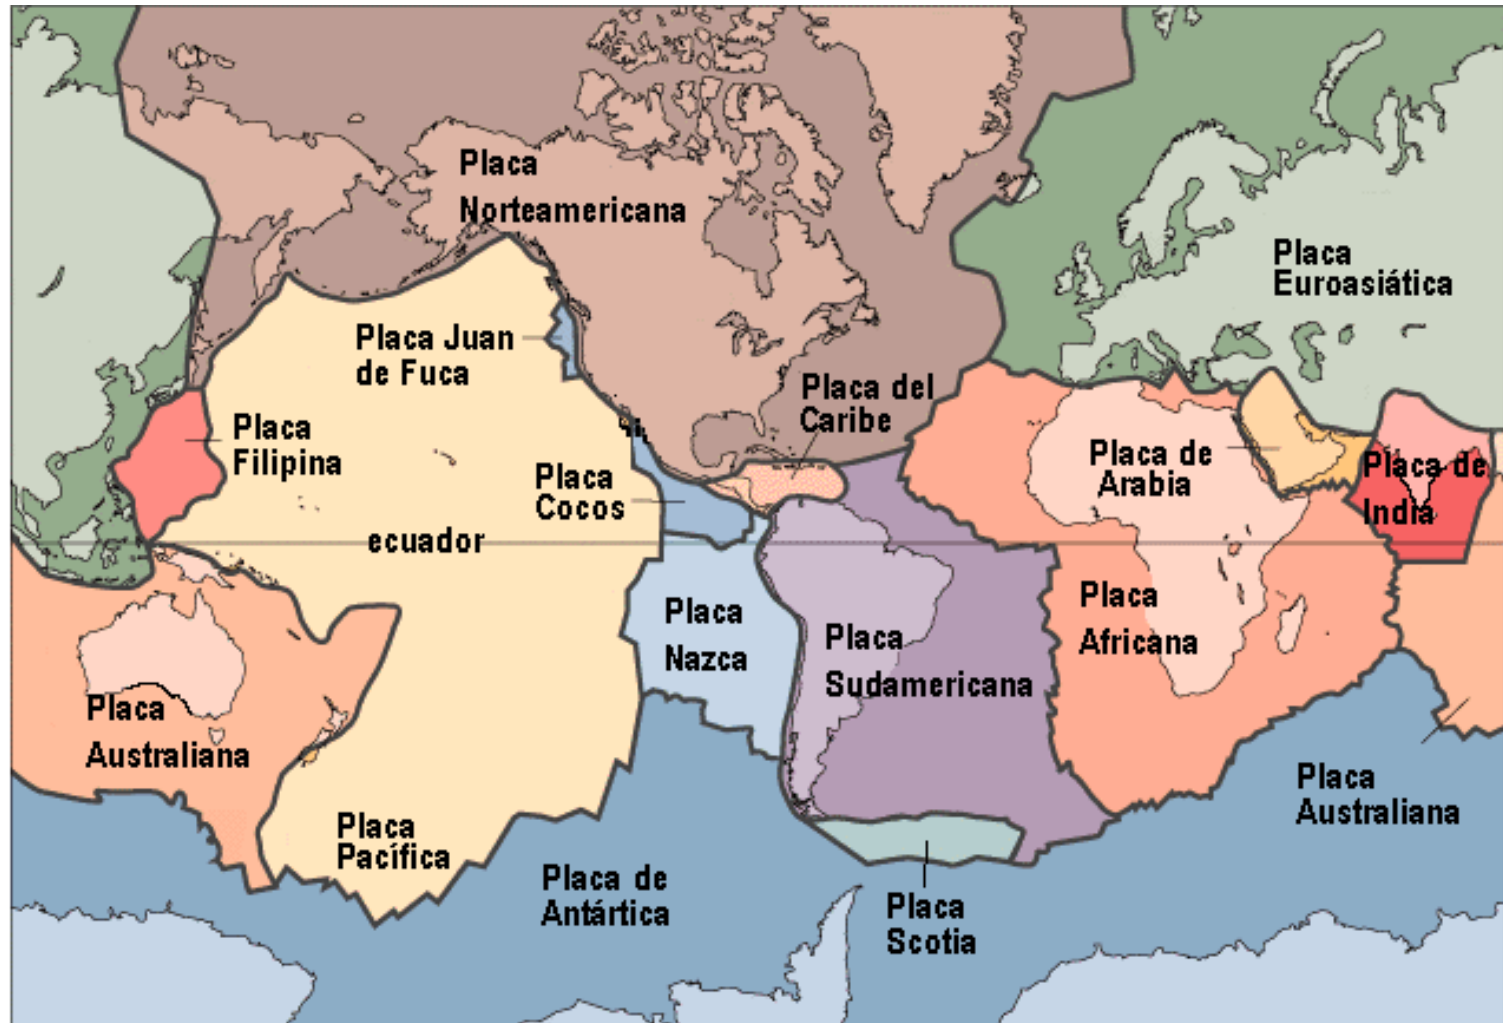 Placa
Norteamericana
Placa
Euroasiática
Placa Juan
de Fuca
Placa del
Caribe
Placa
Filipina
Placa de
Arabia
Placa de
Indiá
Placa
Cocos
ecuador
Placa
Nazca
Placa
Sudamericana
Placa
Africana
Placa
Australiana
Placa
Australiana
Placa
Pacífica
Placa de
Antártica
Placa
Scotia